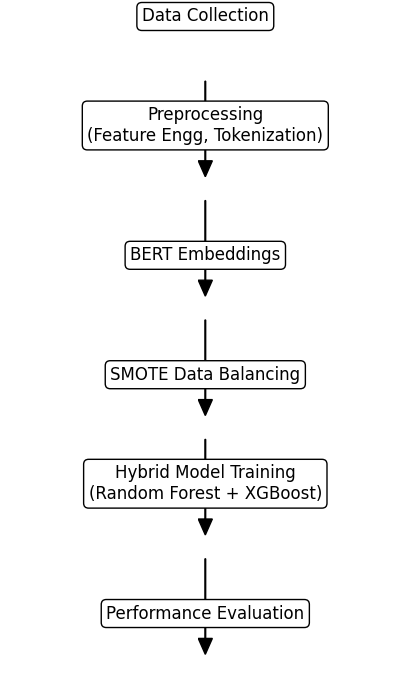 Data Collection
Preprocessing
(Feature Engg, Tokenization)
BERT Embeddings
SMOTE Data Balancing
Hybrid Model Training
(Random Forest + XGBoost)
Performance Evaluation